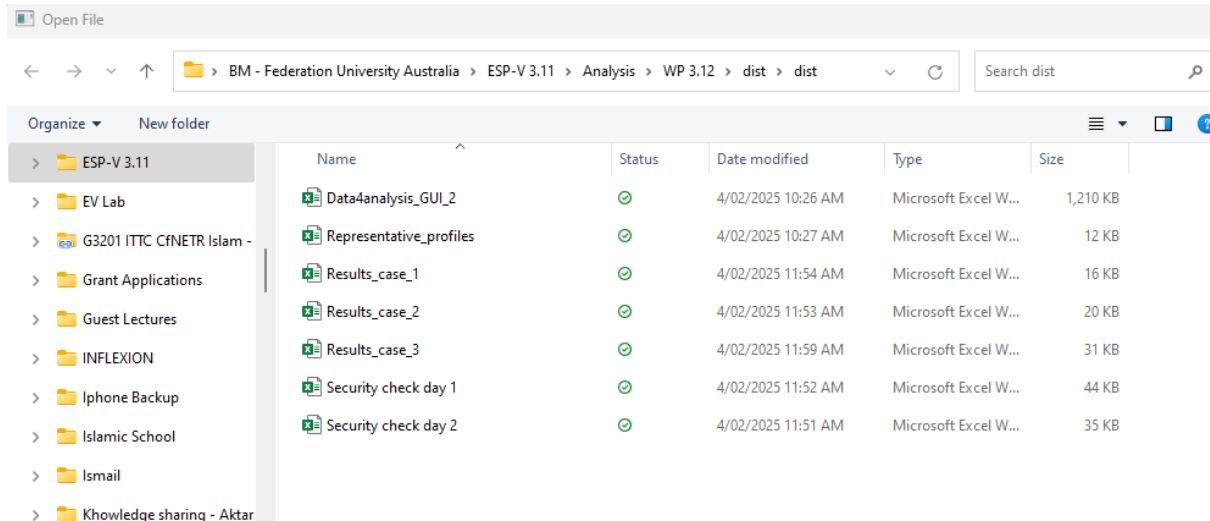 Open File
BM - Federation University Australia > ESP-V 3.11 > Analysis > WP 3.12 > dist > dist
Search dist
Organize
New folder
ESP-V 3.11
EV Lab
G3201 ITTC CfNETR Islam -
Grant Applications
Guest Lectures
INFLEXION
Iphone Backup
Islamic School
Ismail
Knowledge sharing - Aktar
Name Status Date modified Type Size
Data4analysis_GUI_2 4/02/2025 10:26 AM Microsoft Excel W... 1,210 KB
Representative_profiles 4/02/2025 10:27 AM Microsoft Excel W... 12 KB
Results_case_1 4/02/2025 11:54 AM Microsoft Excel W... 16 KB
Results_case_2 4/02/2025 11:53 AM Microsoft Excel W... 20 KB
Results_case_3 4/02/2025 11:59 AM Microsoft Excel W... 31 KB
Security check day 1 4/02/2025 11:52 AM Microsoft Excel W... 44 KB
Security check day 2 4/02/2025 11:51 AM Microsoft Excel W... 35 KB